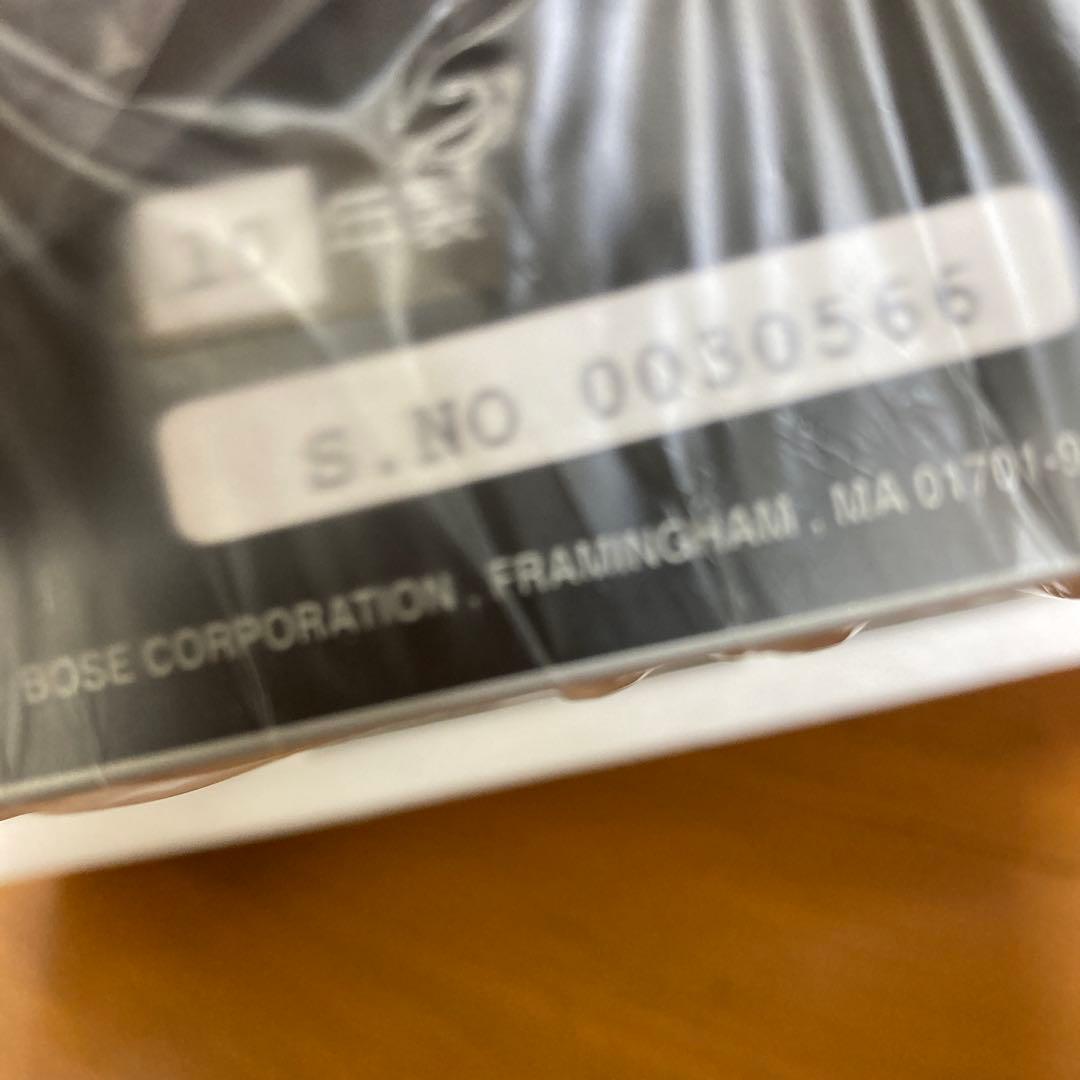 S.NO 0030566
BOSE CORPORATION . FRAMINGHAM . MA 01701-9